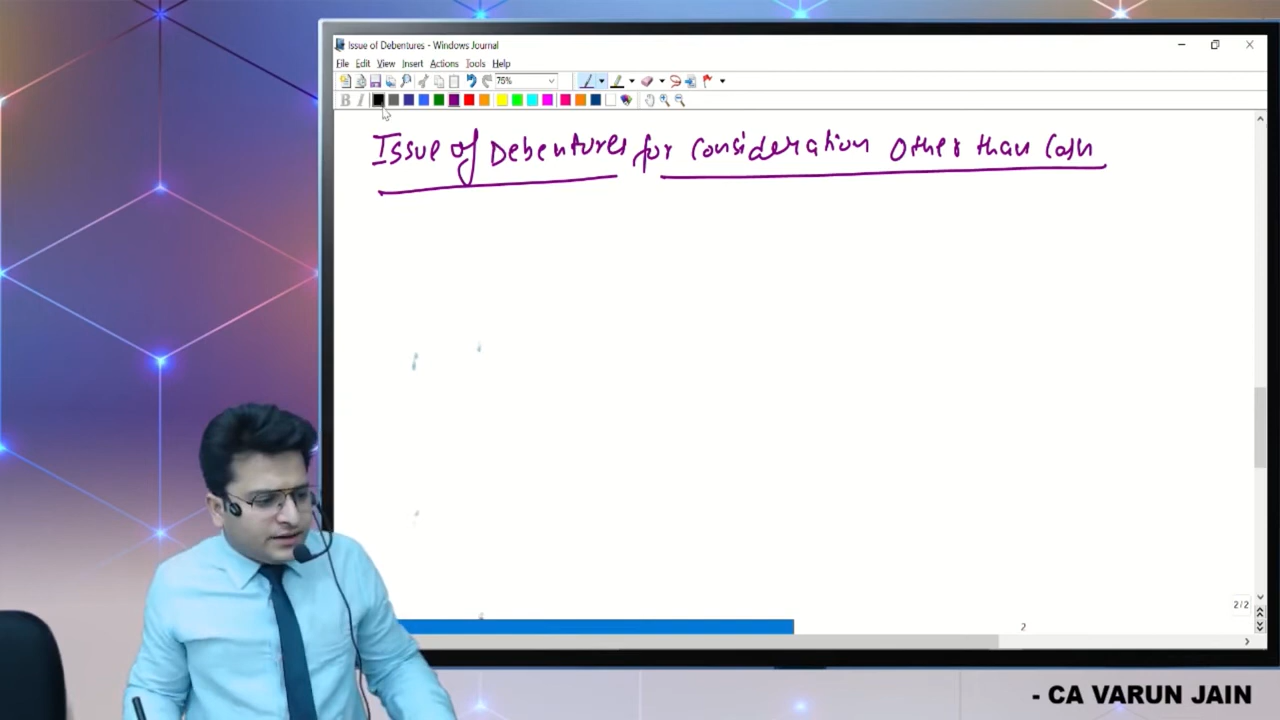 Issue of Debentures - Windows Journal
File Edit View Insert Actions Tools Help
75%
B I
Issue of Debentures for Consideration Other than Cash
2/2
2
- CA VARUN JAIN